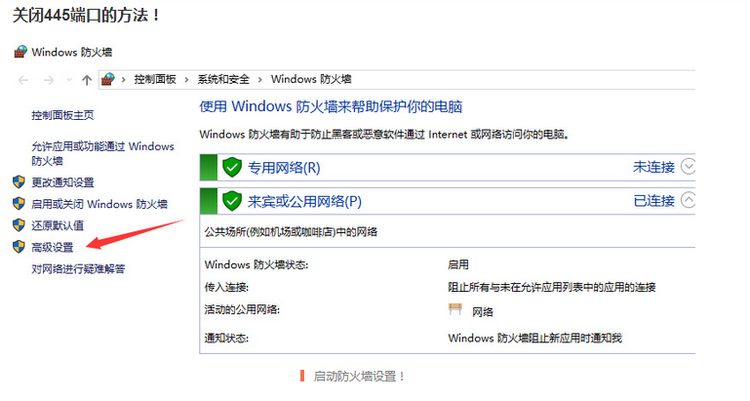 关闭445端口的方法！
Windows 防火墙
控制面板 > 系统和安全 > Windows 防火墙
控制面板主页
允许应用或功能通过 Windows
防火墙
更改通知设置
启用或关闭 Windows 防火墙
还原默认值
高级设置
对网络进行疑难解答
使用 Windows 防火墙来帮助保护你的电脑
Windows 防火墙有助于防止黑客或恶意软件通过 Internet 或网络访问你的电脑。
专用网络(R) 未连接
来宾或公用网络(P) 已连接
公共场所(例如机场或咖啡店)中的网络
Windows 防火墙状态: 启用
传入连接: 阻止所有与未在允许应用列表中的应用的连接
活动的公用网络: 网络
通知状态: Windows 防火墙阻止新应用时通知我
启动防火墙设置！